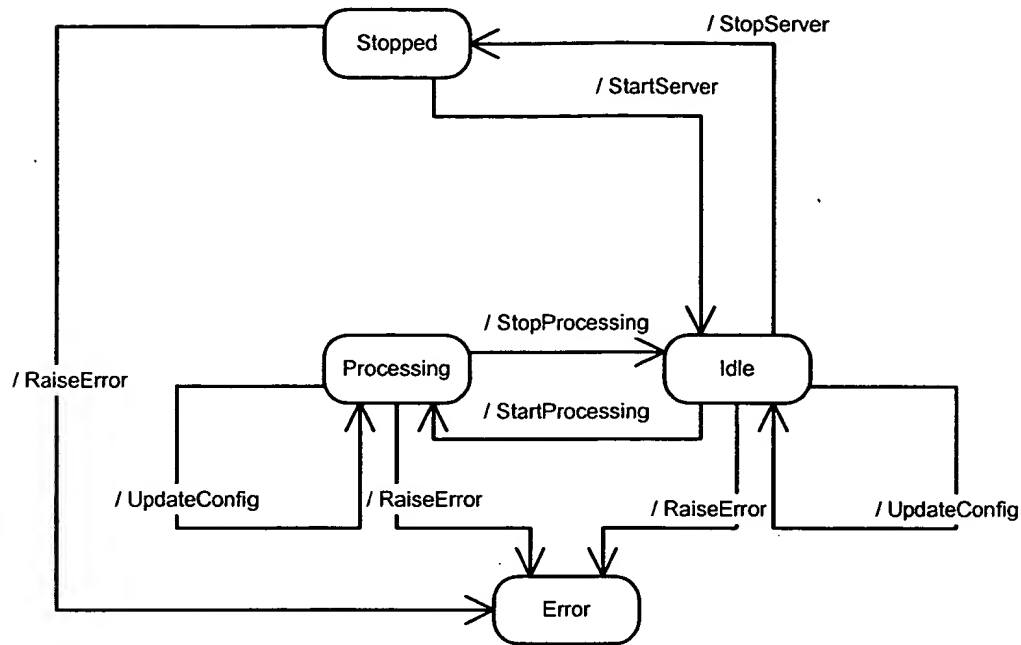 Stopped
/ StopServer
/ StartServer
/ StopProcessing
Processing
Idle
/ RaiseError
/ StartProcessing
/ UpdateConfig
/ RaiseError
/ RaiseError
/ UpdateConfig
Error